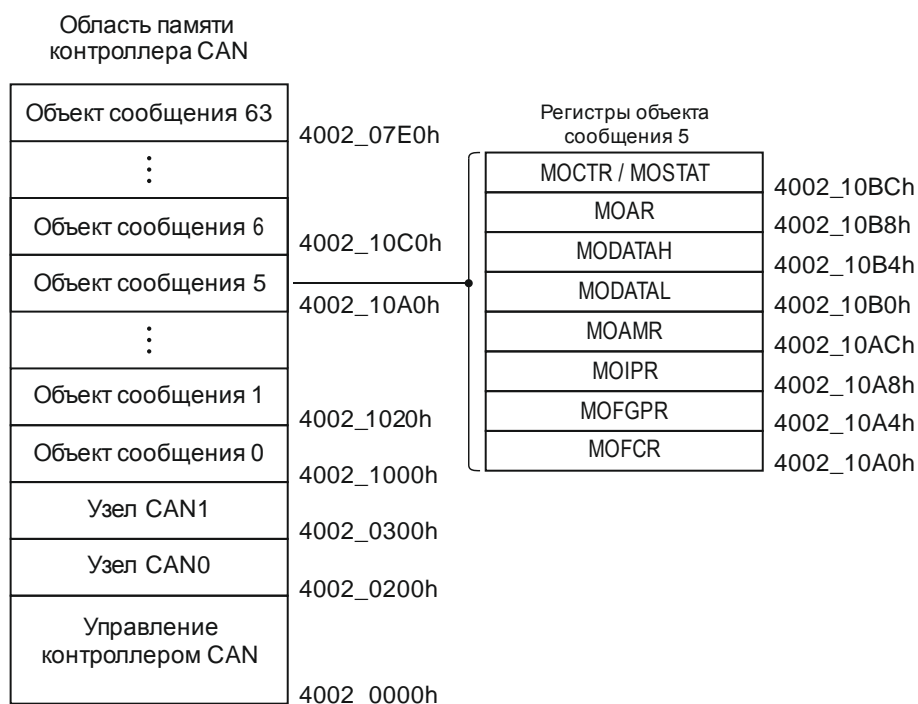 Область памяти
контроллера CAN
Объект сообщения 63
4002_07E0h
Объект сообщения 6
4002_10C0h
Объект сообщения 5
4002_10A0h
Объект сообщения 1
4002_1020h
Объект сообщения 0
4002_1000h
Узел CAN1
4002_0300h
Узел CAN0
4002_0200h
Управление
контроллером CAN
4002_0000h
Регистры объекта
сообщения 5
MOCTR / MOSTAT
4002_10BCh
MOAR
4002_10B8h
MODATAH
4002_10B4h
MODATAL
4002_10B0h
MOAMR
4002_10ACh
MOIPR
4002_10A8h
MOFGPR
4002_10A4h
MOFCR
4002_10A0h